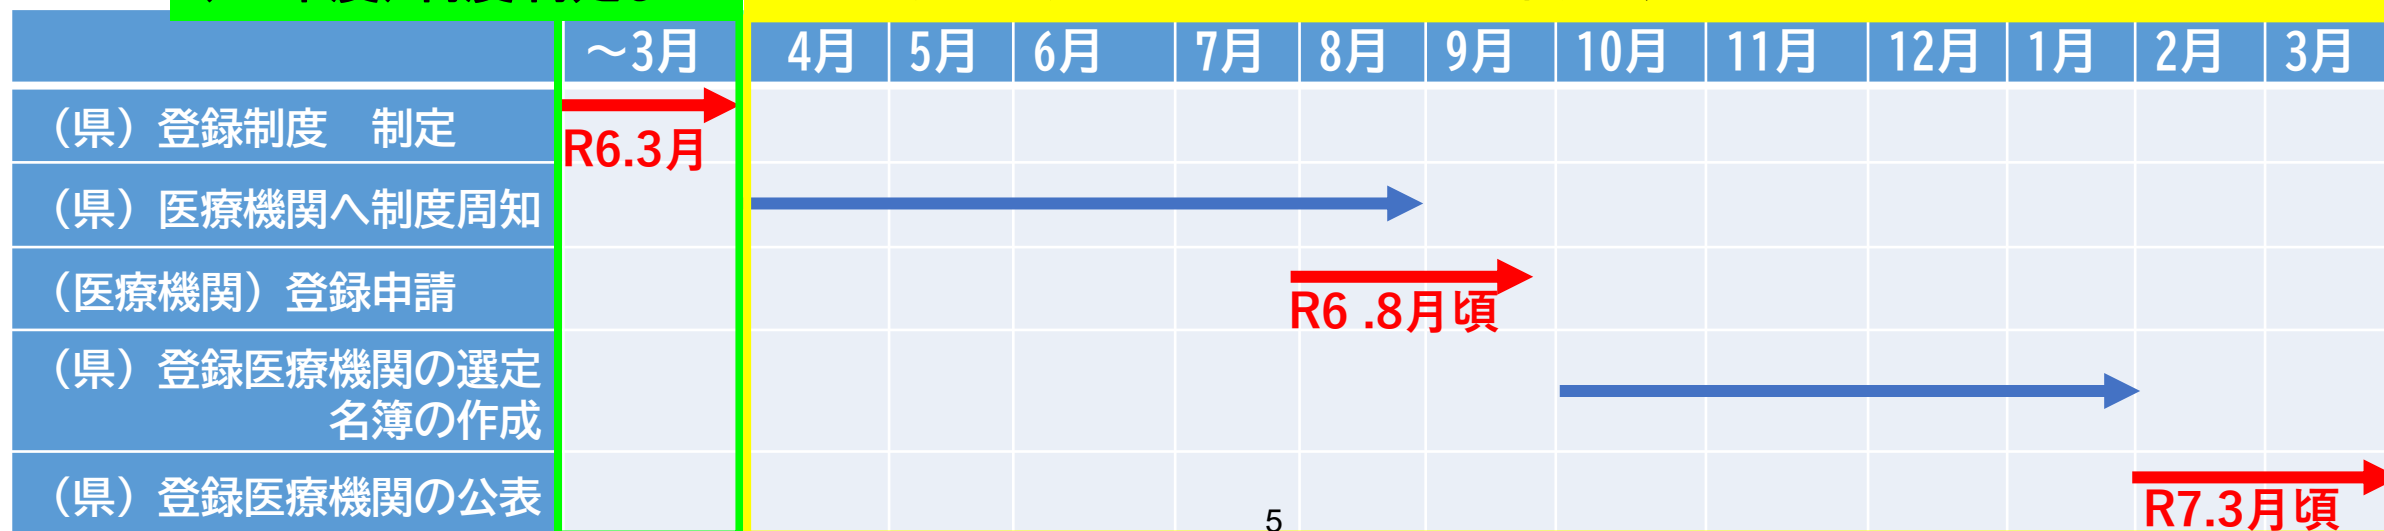 ～3月 4月 5月 6月 7月 8月 9月 10月 11月 12月 1月 2月 3月
（県）登録制度　制定
R6.3月
（県）医療機関へ制度周知
（医療機関）登録申請
R6 .8月頃
（県）登録医療機関の選定
名簿の作成
（県）登録医療機関の公表
R7.3月頃
5